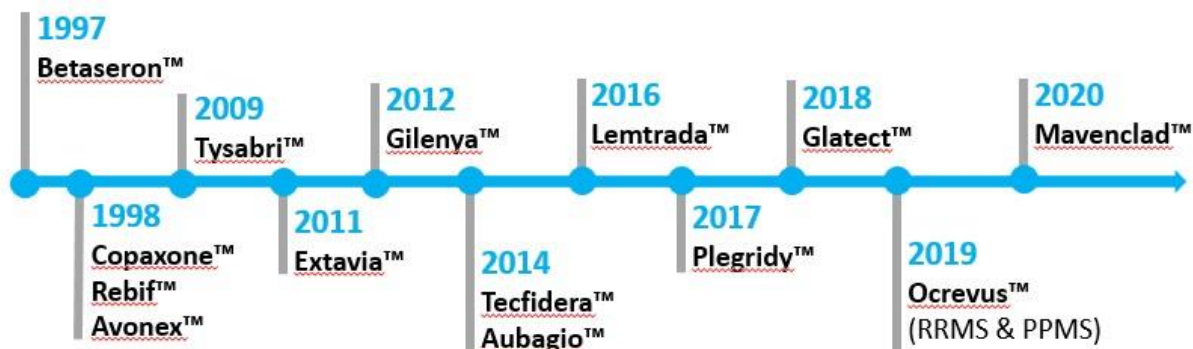 1997
Betaseron™
1998
Copaxone™
Rebif™
Avonex™
2009
Tysabri™
2011
Extavia™
2012
Gilenya™
2014
Tecfidera™
Aubagio™
2016
Lemtrada™
2017
Plegridy™
2018
Glatect™
2019
Ocrevus™
(RRMS & PPMS)
2020
Mavenclad™